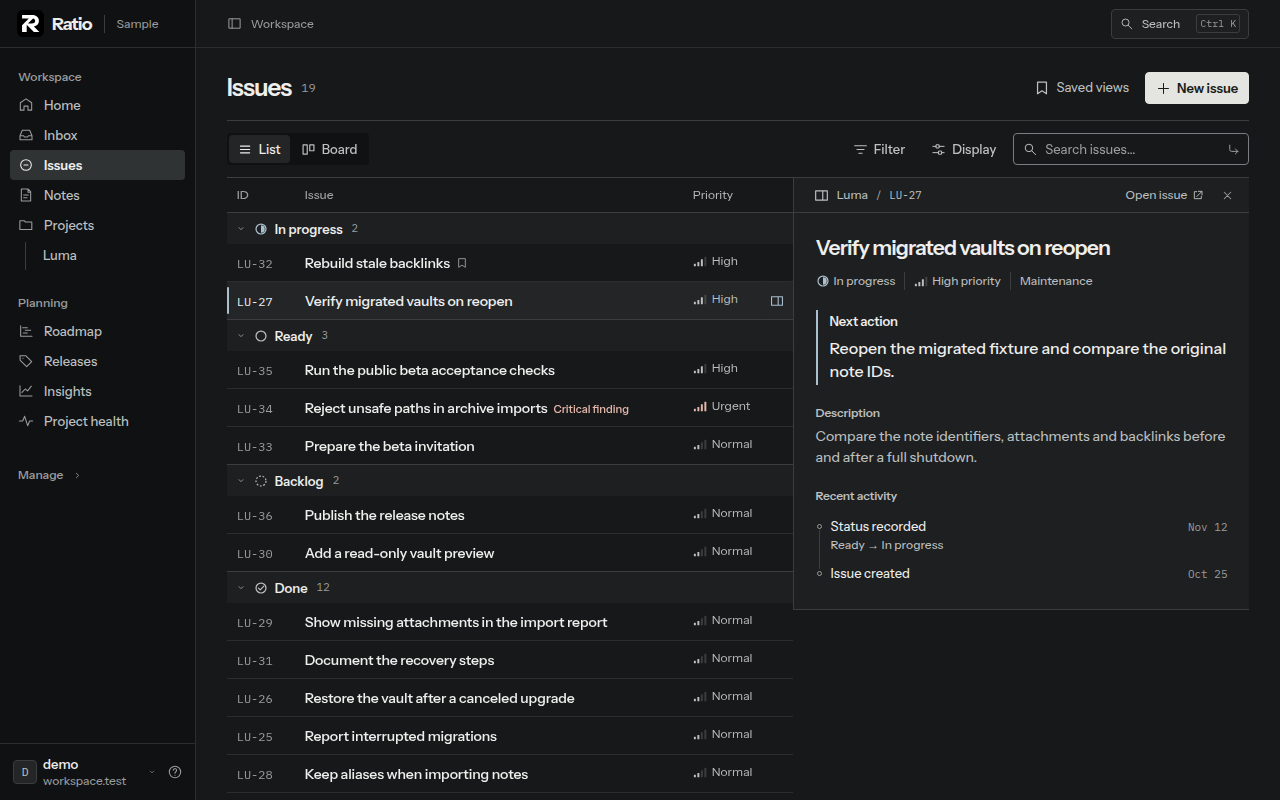 Ratio Sample
Workspace
Search Ctrl K
Workspace
Home
Inbox
Issues
Notes
Projects
Luma
Planning
Roadmap
Releases
Insights
Project health
Manage
D
demo
workspace.test
Issues 19
Saved views
New issue
List Board
Filter Display Search issues...
ID Issue Priority
In progress 2
LU-32 Rebuild stale backlinks High
LU-27 Verify migrated vaults on reopen High
Ready 3
LU-35 Run the public beta acceptance checks High
LU-34 Reject unsafe paths in archive imports Critical finding Urgent
LU-33 Prepare the beta invitation Normal
Backlog 2
LU-36 Publish the release notes Normal
LU-30 Add a read-only vault preview Normal
Done 12
LU-29 Show missing attachments in the import report Normal
LU-31 Document the recovery steps Normal
LU-26 Restore the vault after a canceled upgrade Normal
LU-25 Report interrupted migrations Normal
LU-28 Keep aliases when importing notes Normal
Luma / LU-27 Open issue
Verify migrated vaults on reopen
In progress High priority Maintenance
Next action
Reopen the migrated fixture and compare the original
note IDs.
Description
Compare the note identifiers, attachments and backlinks before
and after a full shutdown.
Recent activity
Status recorded Nov 12
Ready → In progress
Issue created Oct 25